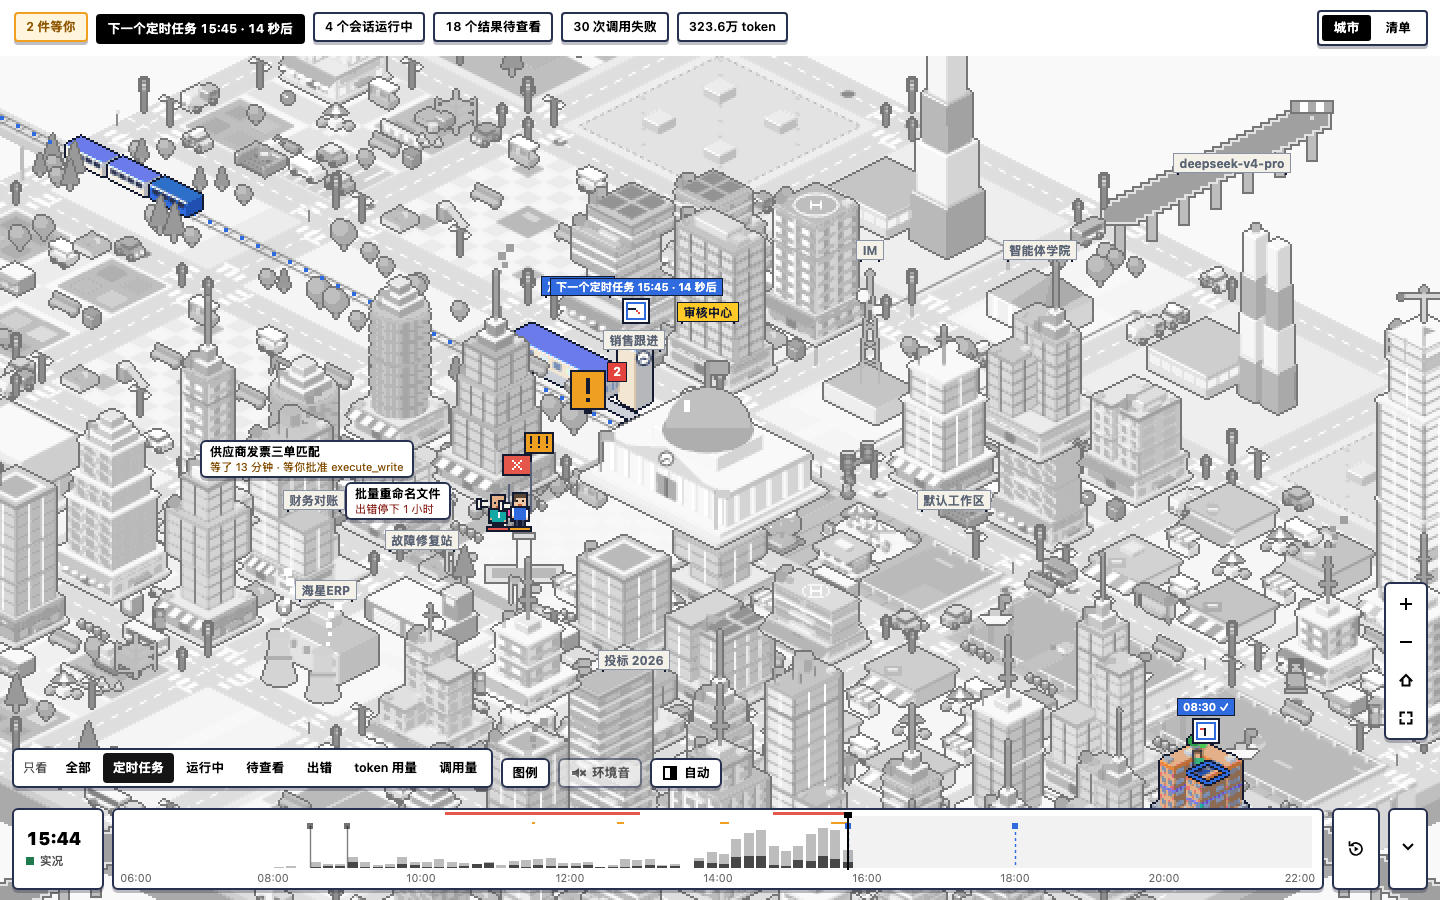 2 件等你
下一个定时任务 15:45 · 14 秒后
4 个会话运行中
18 个结果待查看
30 次调用失败
323.6万 token
城市
清单
deepseek-v4-pro
IM
智能体学院
下一个定时任务 15:45 · 14 秒后
审核中心
销售跟进
2
!
!!!
供应商发票三单匹配
等了 13 分钟 · 等你批准 execute_write
财务对账
批量重命名文件
出错停下 1 小时
默认工作区
故障修复站
海星ERP
投标 2026
08:30 ✓
只看
全部
定时任务
运行中
待查看
出错
token 用量
调用量
图例
环境音
自动
15:44
实况
06:00
08:00
10:00
12:00
14:00
16:00
18:00
20:00
22:00